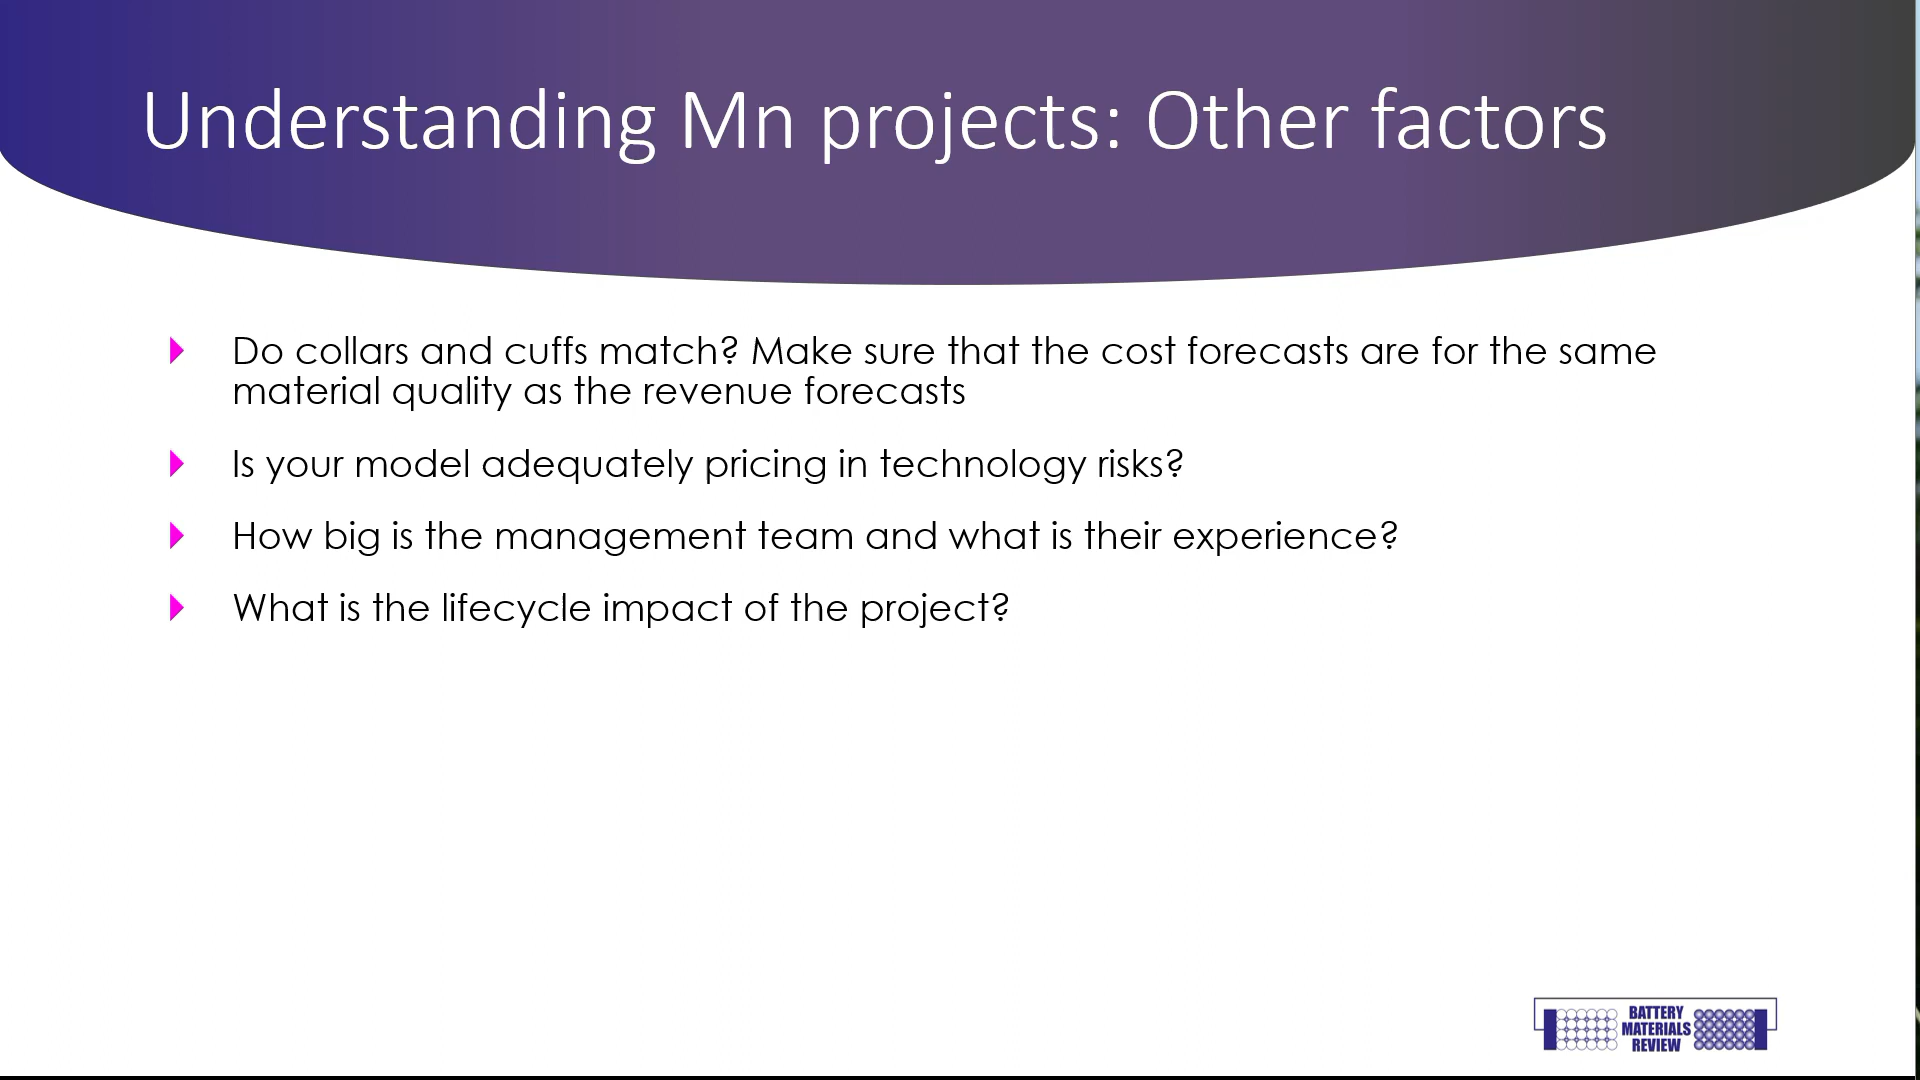 Understanding Mn projects: Other factors
Do collars and cuffs match? Make sure that the cost forecasts are for the same
material quality as the revenue forecasts
Is your model adequately pricing in technology risks?
How big is the management team and what is their experience?
What is the lifecycle impact of the project?
BATTERY
MATERIALS
REVIEW